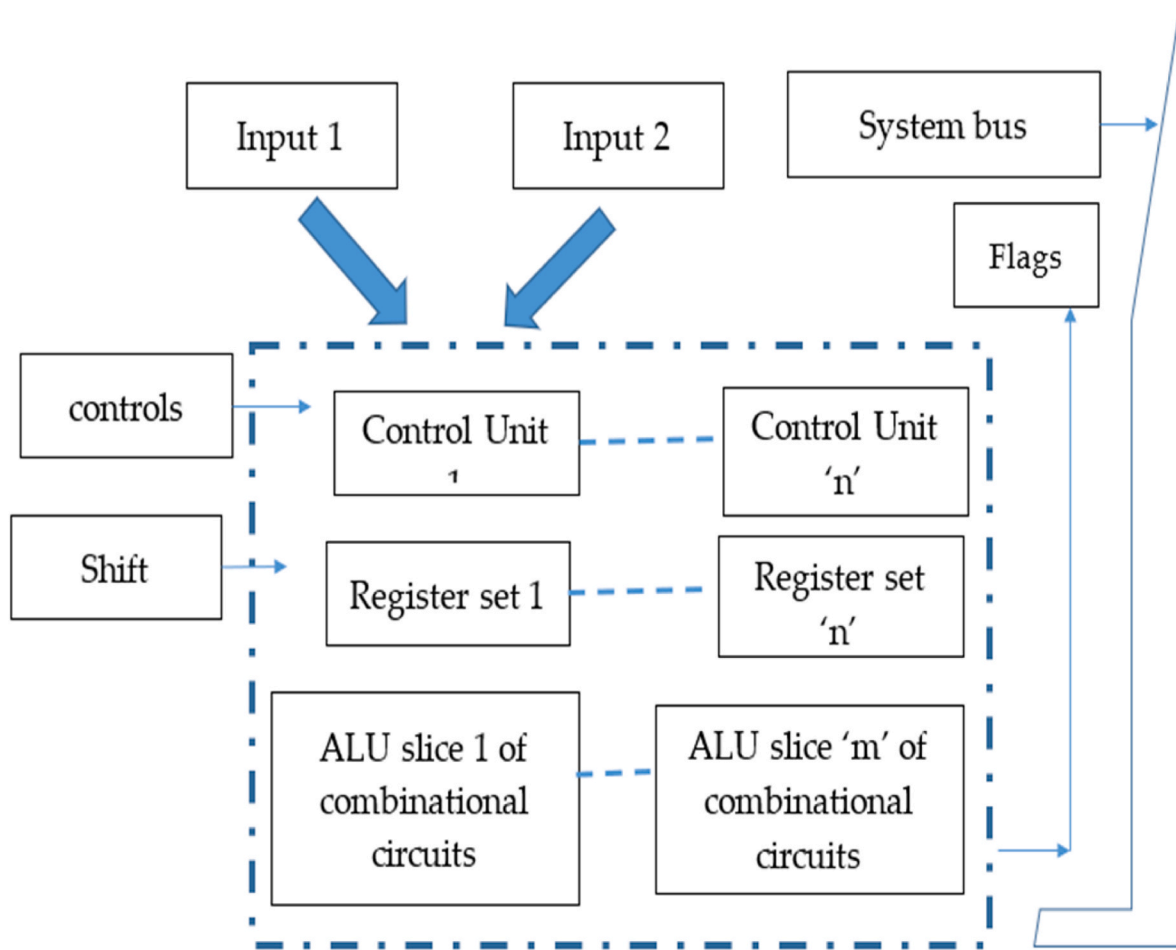 Input 1
Input 2
System bus
Flags
controls
Control Unit
1
Control Unit
‘n’
Shift
Register set 1
Register set
‘n’
ALU slice 1 of
combinational
circuits
ALU slice ‘m’ of
combinational
circuits